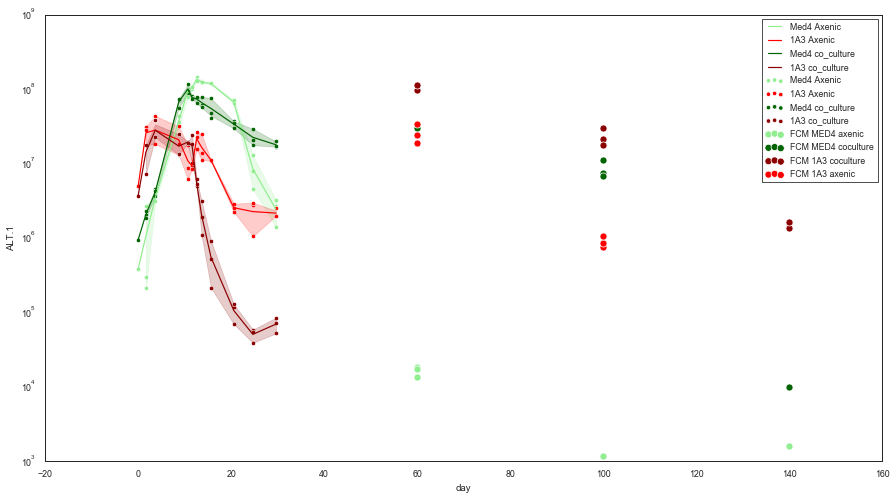 10⁹
10⁸
10⁷
10⁶
10⁵
10⁴
10³
ALT.1
−20
0
20
40
60
80
100
120
140
160
day
Med4 Axenic
1A3 Axenic
Med4 co_culture
1A3 co_culture
Med4 Axenic
1A3 Axenic
Med4 co_culture
1A3 co_culture
FCM MED4 axenic
FCM MED4 coculture
FCM 1A3 coculture
FCM 1A3 axenic